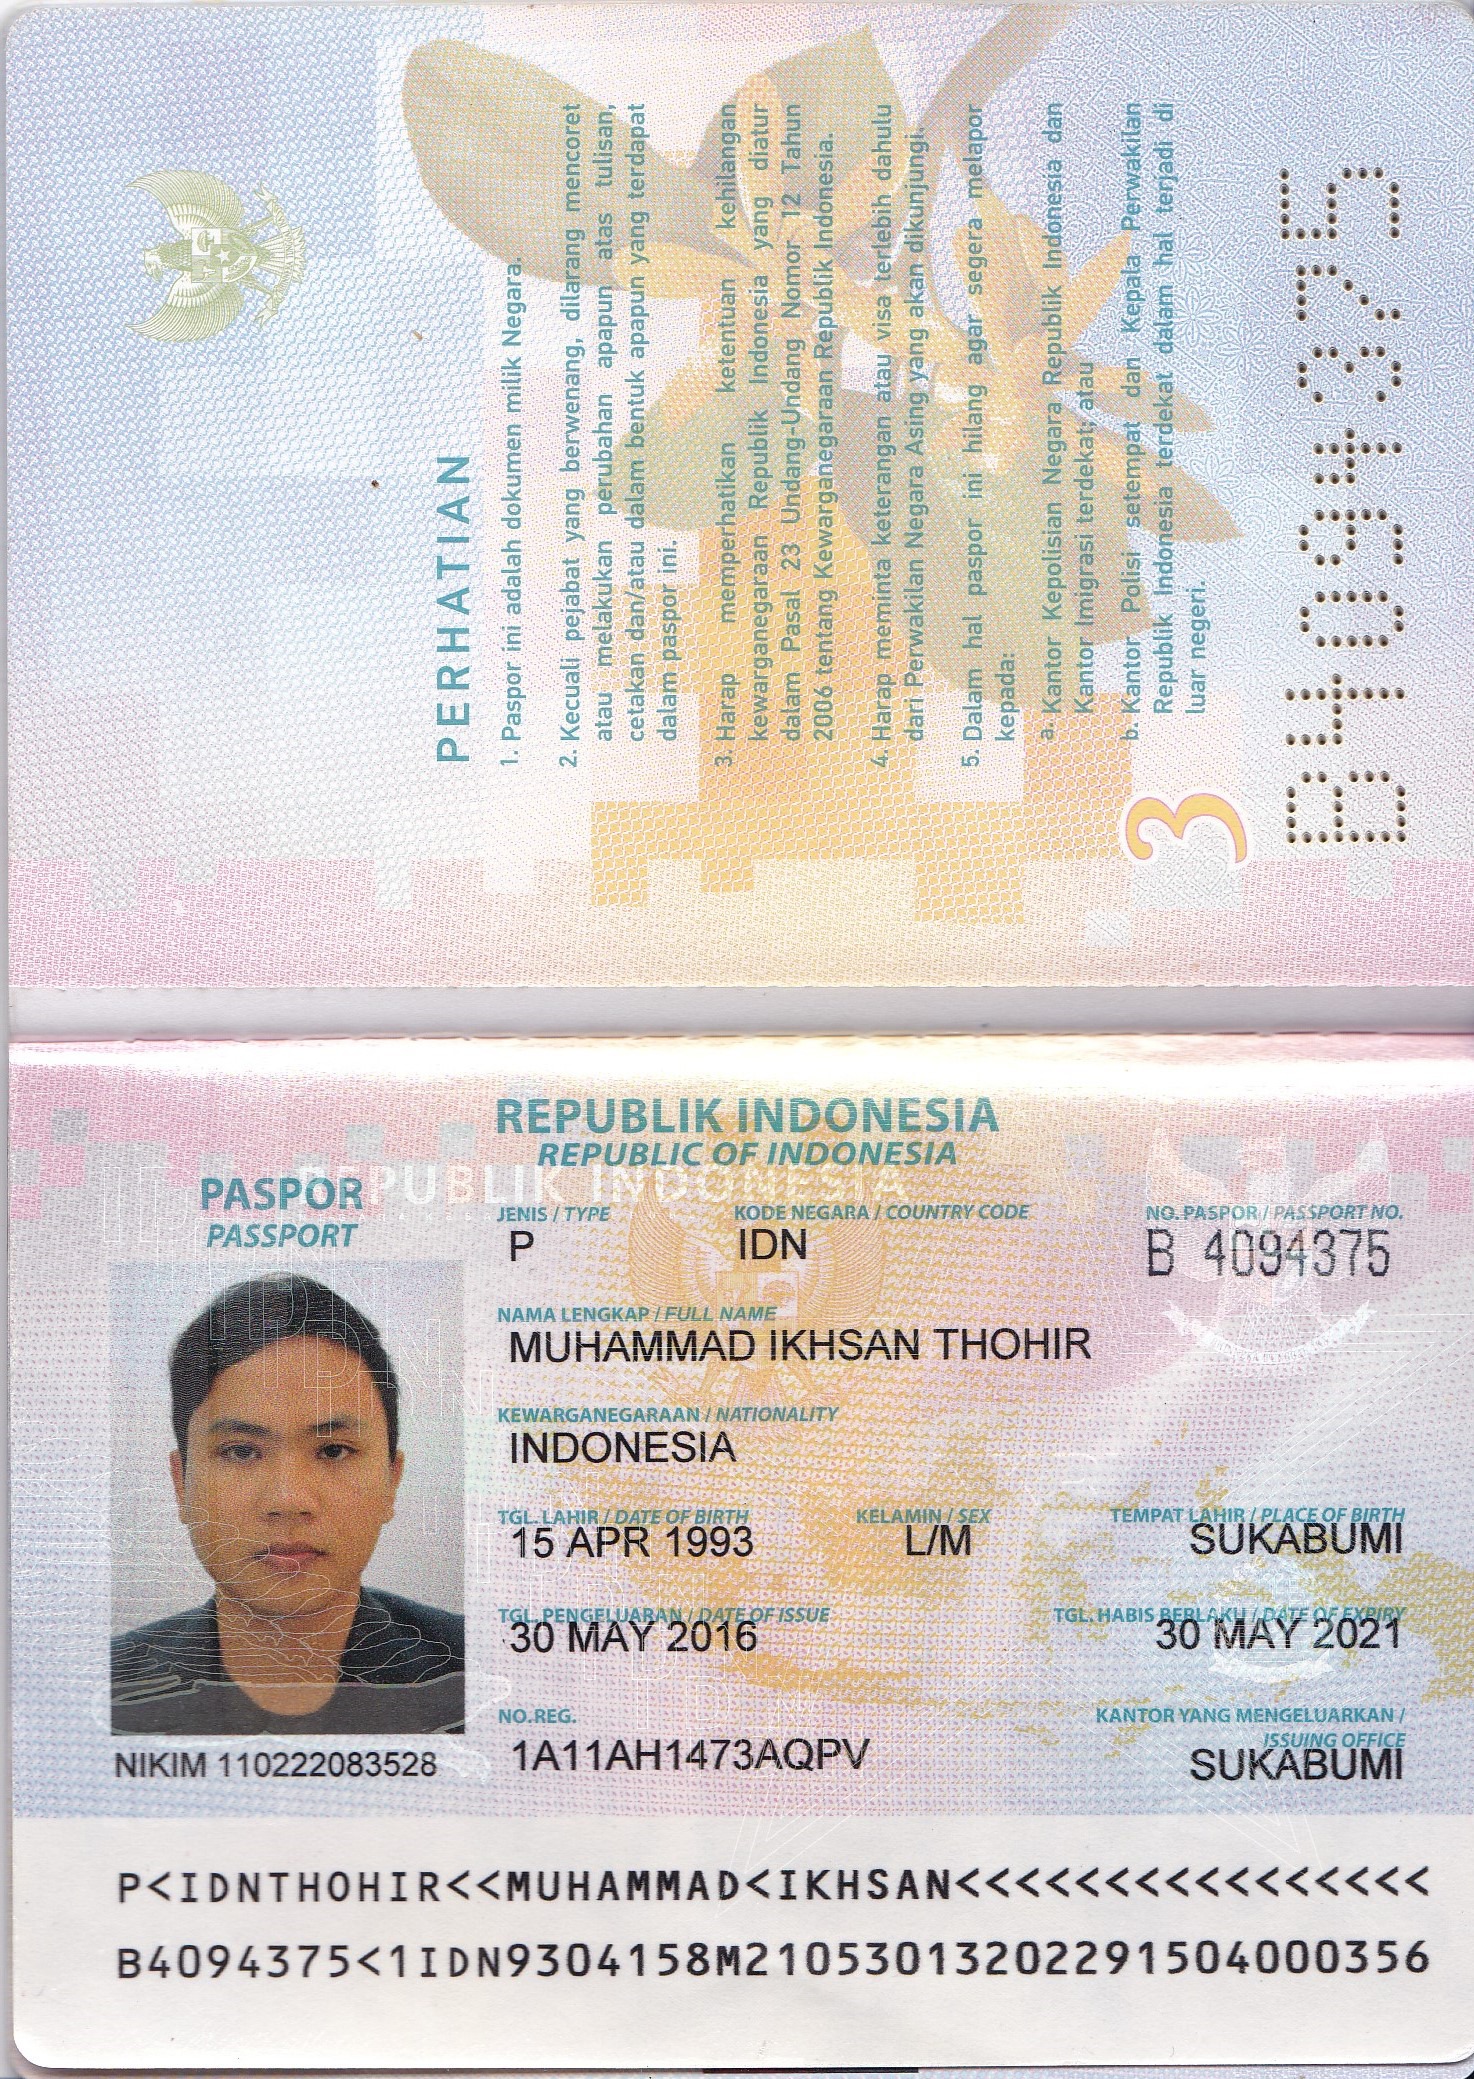 PERHATIAN
1. Paspor ini adalah dokumen milik Negara.
2. Kecuali pejabat yang berwenang, dilarang mencoret
atau melakukan perubahan apapun atas tulisan,
cetakan dan/atau dalam bentuk apapun yang terdapat
dalam paspor ini.
3. Harap memperhatikan ketentuan kehilangan
kewarganegaraan Republik Indonesia yang diatur
dalam Pasal 23 Undang-Undang Nomor 12 Tahun
2006 tentang Kewarganegaraan Republik Indonesia.
4. Harap meminta keterangan atau visa terlebih dahulu
dari Perwakilan Negara Asing yang akan dikunjungi.
5. Dalam hal paspor ini hilang agar segera melapor
kepada:
a. Kantor Kepolisian Negara Republik Indonesia dan
Kantor Imigrasi terdekat; atau
b. Kantor Polisi setempat dan Kepala Perwakilan
Republik Indonesia terdekat dalam hal terjadi di
luar negeri.
3
B4094375
REPUBLIK INDONESIA
REPUBLIC OF INDONESIA
REPUBLIK INDONESIA
PASPOR
PASSPORT
JENIS / TYPE KODE NEGARA / COUNTRY CODE NO. PASPOR / PASSPORT NO.
P IDN B 4094375
NAMA LENGKAP / FULL NAME
MUHAMMAD IKHSAN THOHIR
KEWARGANEGARAAN / NATIONALITY
INDONESIA
TGL. LAHIR / DATE OF BIRTH KELAMIN / SEX TEMPAT LAHIR / PLACE OF BIRTH
15 APR 1993 L/M SUKABUMI
TGL. PENGELUARAN / DATE OF ISSUE TGL. HABIS BERLAKU / DATE OF EXPIRY
30 MAY 2016 30 MAY 2021
NO.REG. KANTOR YANG MENGELUARKAN /
ISSUING OFFICE
1A11AH1473AQPV SUKABUMI
NIKIM 110222083528
P<IDNTHOHIR<<MUHAMMAD<IKHSAN<<<<<<<<<<<<<<<<
B4094375<1IDN9304158M2105301320229150400​0356